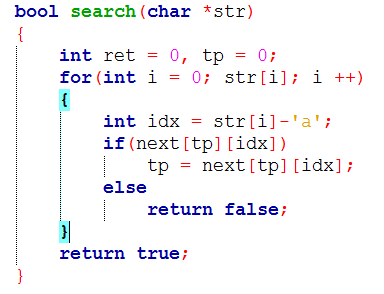 bool search(char *str)
{
    int ret = 0, tp = 0;
    for(int i = 0; str[i]; i ++)
    {
        int idx = str[i]-'a';
        if(next[tp][idx])
            tp = next[tp][idx];
        else
            return false;
    }
    return true;
}